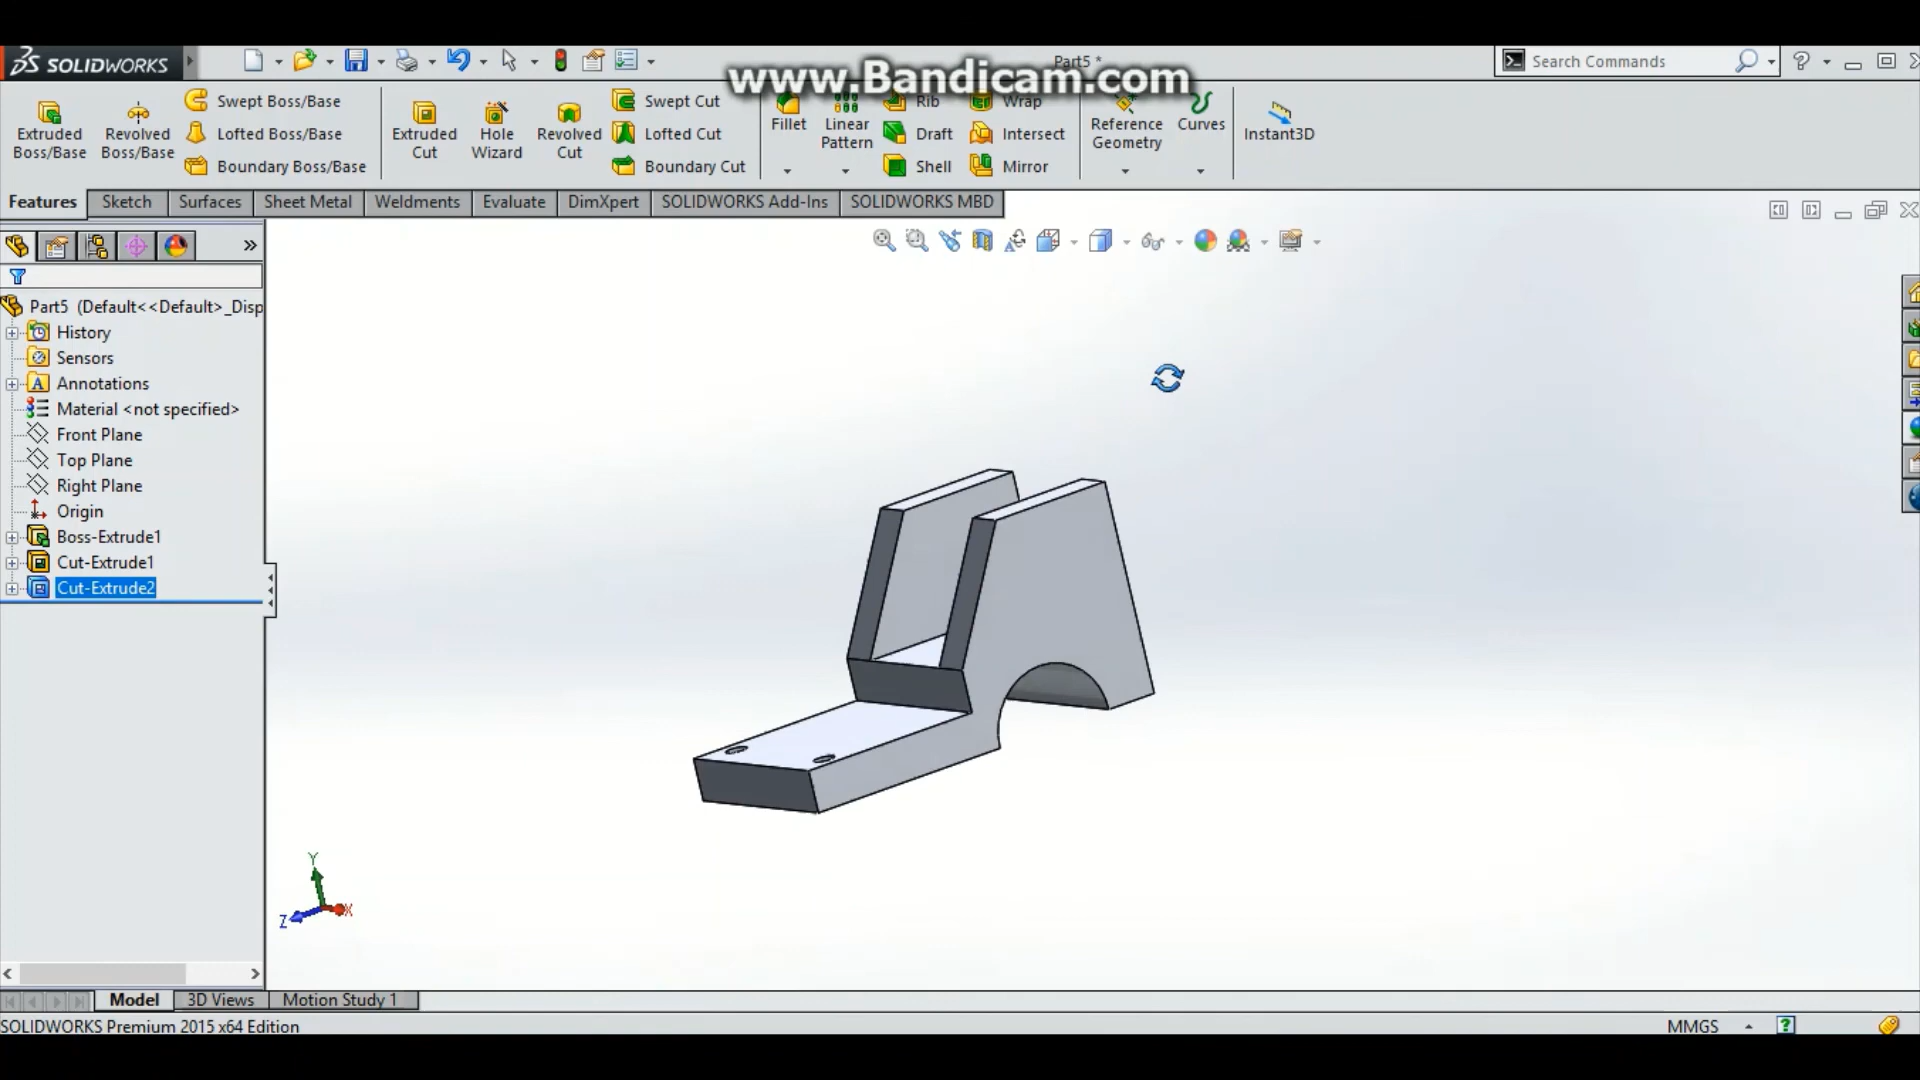 SOLIDWORKS
Part5 *
Search Commands
www.Bandicam.com
Extruded Boss/Base
Revolved Boss/Base
Swept Boss/Base
Lofted Boss/Base
Boundary Boss/Base
Extruded Cut
Hole Wizard
Revolved Cut
Swept Cut
Lofted Cut
Boundary Cut
Fillet
Linear Pattern
Rib
Draft
Shell
Wrap
Intersect
Mirror
Reference Geometry
Curves
Instant3D
Features
Sketch
Surfaces
Sheet Metal
Weldments
Evaluate
DimXpert
SOLIDWORKS Add-Ins
SOLIDWORKS MBD
Part5 (Default<<Default>_Disp
History
Sensors
Annotations
Material <not specified>
Front Plane
Top Plane
Right Plane
Origin
Boss-Extrude1
Cut-Extrude1
Cut-Extrude2
Y
Z
X
Model
3D Views
Motion Study 1
SOLIDWORKS Premium 2015 x64 Edition
MMGS